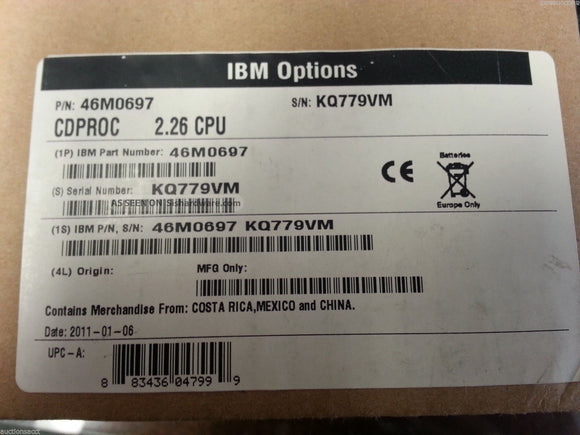 IBM Options
P/N: 46M0697 S/N: KQ779VM
CDPROC 2.26 CPU
(1P) IBM Part Number: 46M0697
(S) Serial Number: KQ779VM
CE
Batteries
Europe Only
(1S) IBM P/N, S/N: 46M0697 KQ779VM
(4L) Origin: MFG Only:
Contains Merchandise From: COSTA RICA,MEXICO and CHINA.
Date: 2011-01-06
UPC-A:
8 83436 04799 9